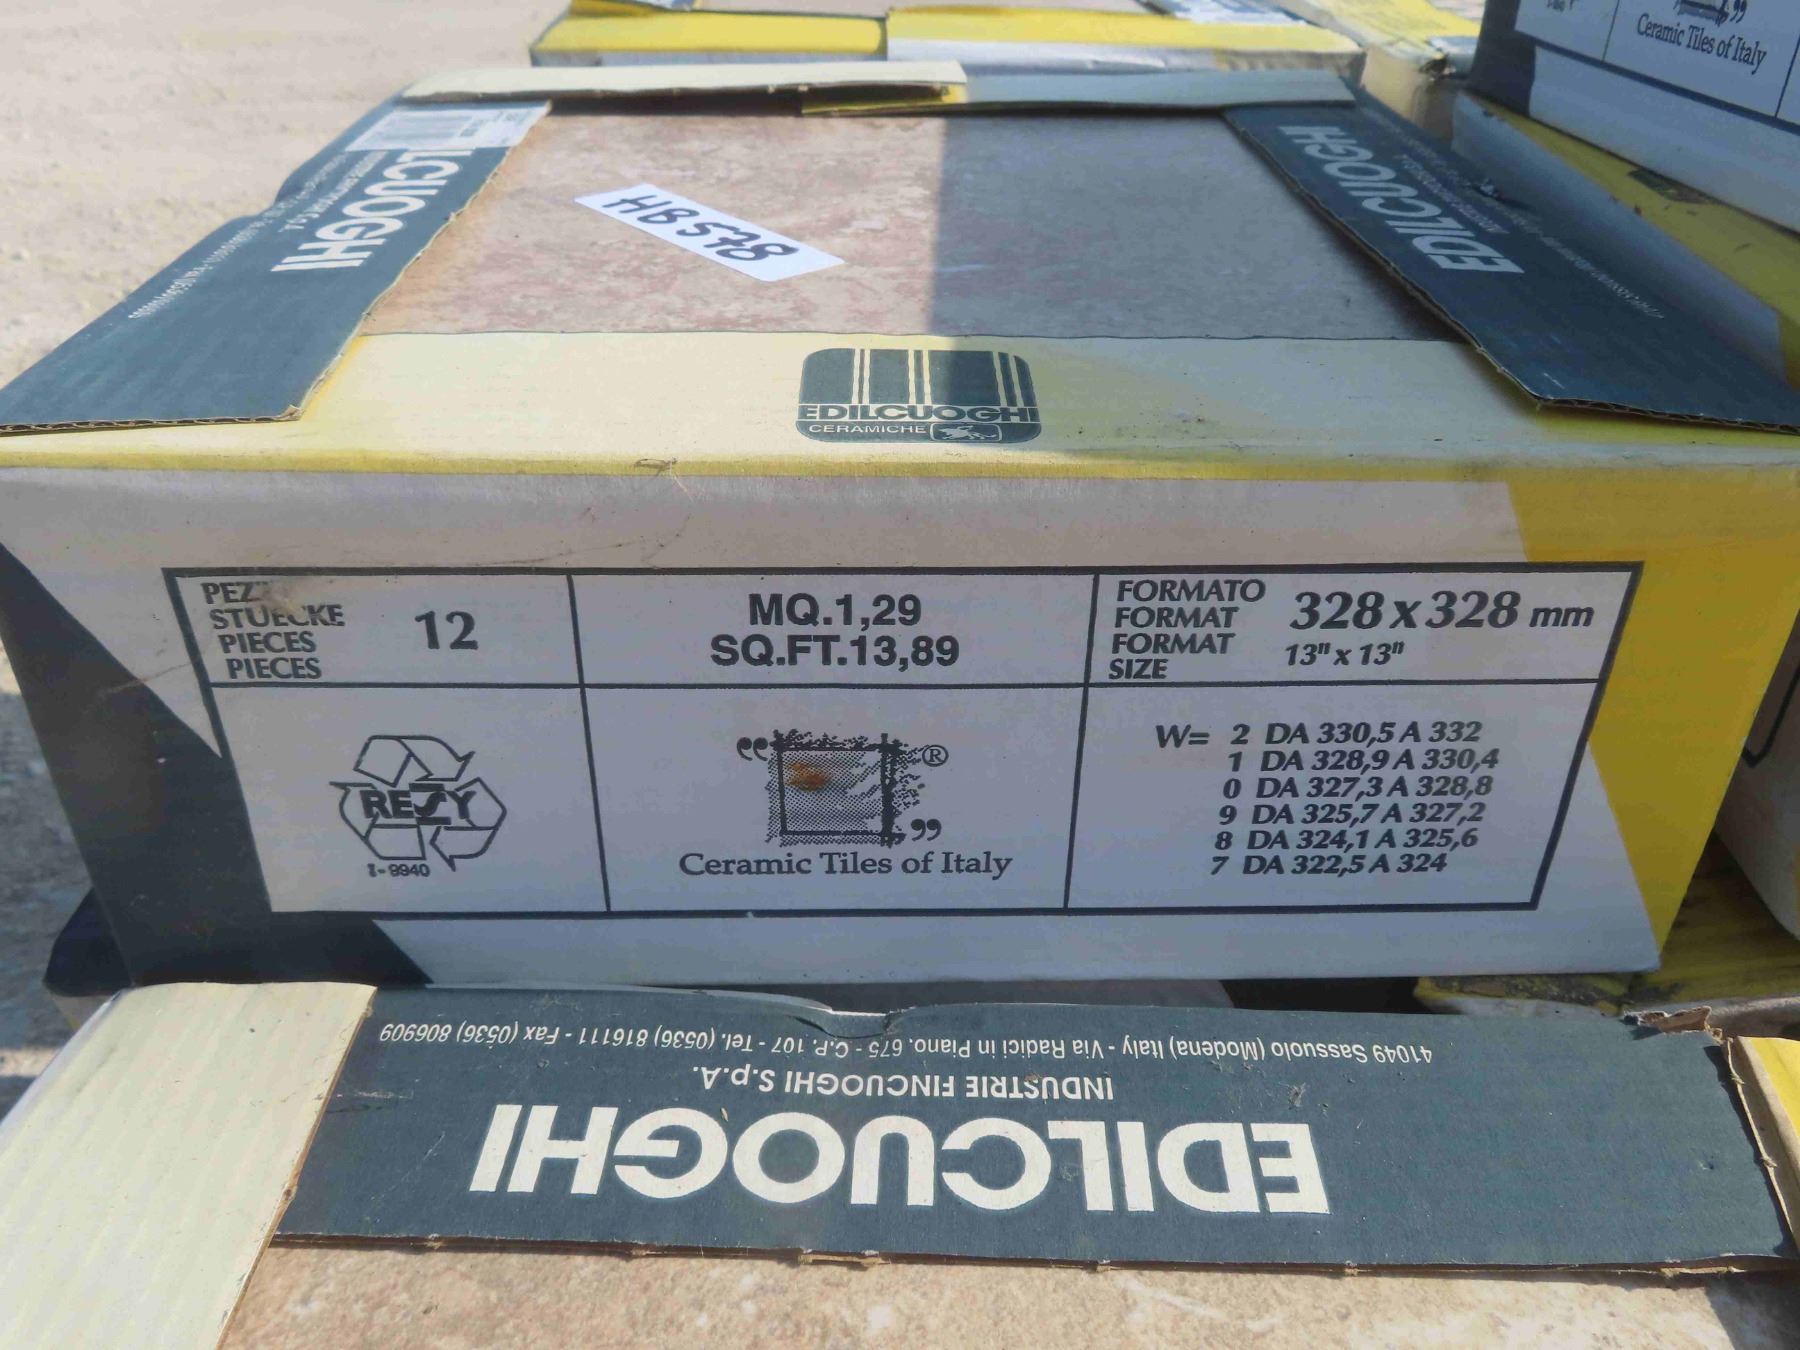 Ceramic Tiles of Italy
LCUOGHI
EDILCUOGHI
HB578
EDILCUOGHI
CERAMICHE
PEZ
STUECKE
PIECES
PIECES
12
MQ.1,29
SQ.FT.13,89
FORMATO
FORMAT
FORMAT
SIZE
328 x 328 mm
13" x 13"
RESY
I-9940
“ ® ”
Ceramic Tiles of Italy
W= 2 DA 330,5 A 332
1 DA 328,9 A 330,4
0 DA 327,3 A 328,8
9 DA 325,7 A 327,2
8 DA 324,1 A 325,6
7 DA 322,5 A 324
EDILCUOGHI
INDUSTRIE FINCUOGHI S.p.A.
41049 Sassuolo (Modena) Italy - Via Radici in Piano, 675 - C.P. 107 - Tel. (0536) 816111 - Fax (0536) 806909